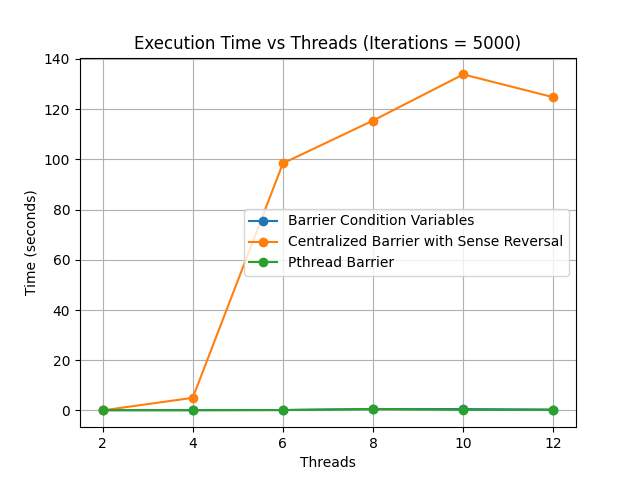 Execution Time vs Threads (Iterations = 5000)
140
120
100
80
60
40
20
0
Time (seconds)
Barrier Condition Variables
Centralized Barrier with Sense Reversal
Pthread Barrier
2 4 6 8 10 12
Threads